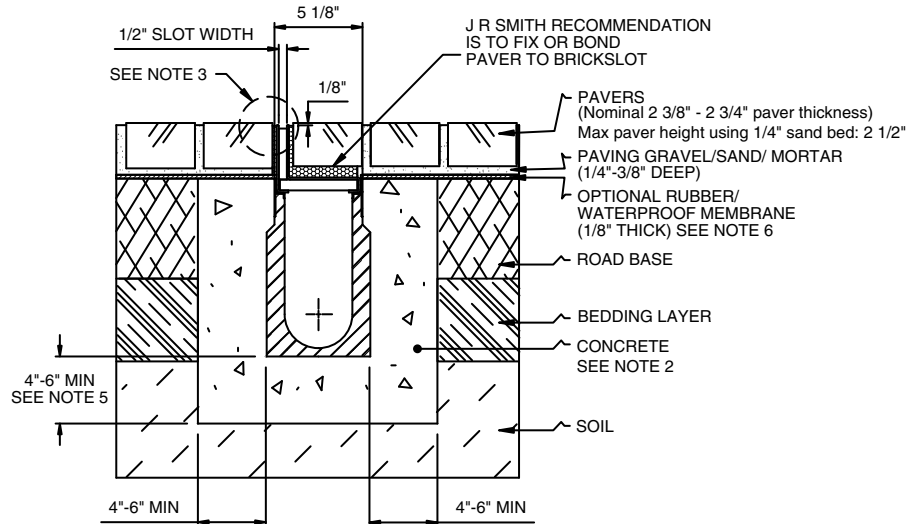 5 1/8"
J R SMITH RECOMMENDATION
IS TO FIX OR BOND
PAVER TO BRICKSLOT
1/2" SLOT WIDTH
SEE NOTE 3
1/8"
PAVERS
(Nominal 2 3/8" - 2 3/4" paver thickness)
Max paver height using 1/4" sand bed: 2 1/2"
PAVING GRAVEL/SAND/ MORTAR
(1/4"-3/8" DEEP)
OPTIONAL RUBBER/
WATERPROOF MEMBRANE
(1/8" THICK) SEE NOTE 6
ROAD BASE
BEDDING LAYER
CONCRETE
SEE NOTE 2
4"-6" MIN
SEE NOTE 5
SOIL
4"-6" MIN
4"-6" MIN